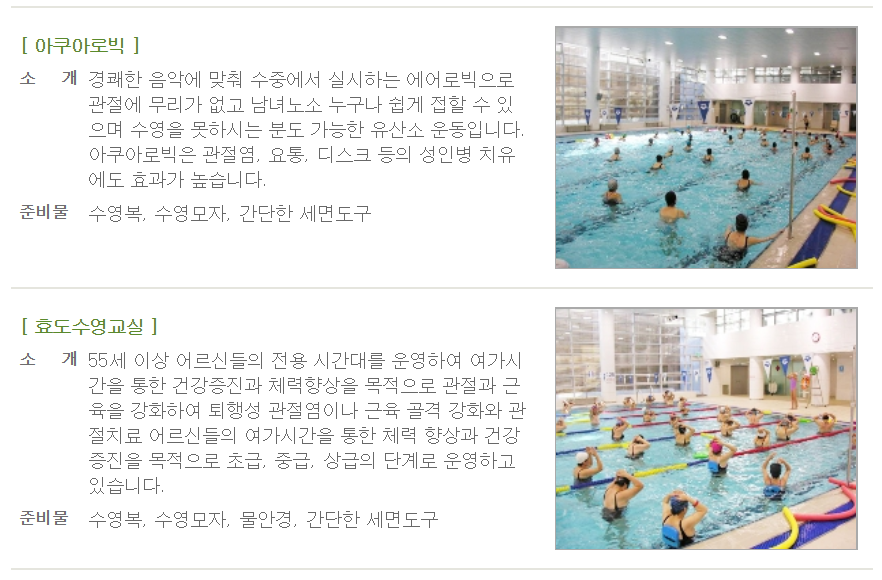 [ 아쿠아로빅 ]
소 개 경쾌한 음악에 맞춰 수중에서 실시하는 에어로빅으로
관절에 무리가 없고 남녀노소 누구나 쉽게 접할 수 있
으며 수영을 못하시는 분도 가능한 유산소 운동입니다.
아쿠아로빅은 관절염, 요통, 디스크 등의 성인병 치유
에도 효과가 높습니다.
준비물 수영복, 수영모자, 간단한 세면도구
[ 효도수영교실 ]
소 개 55세 이상 어르신들의 전용 시간대를 운영하여 여가시
간을 통한 건강증진과 체력향상을 목적으로 관절과 근
육을 강화하여 퇴행성 관절염이나 근육 골격 강화와 관
절치료 어르신들의 여가시간을 통한 체력 향상과 건강
증진을 목적으로 초급, 중급, 상급의 단계로 운영하고
있습니다.
준비물 수영복, 수영모자, 물안경, 간단한 세면도구